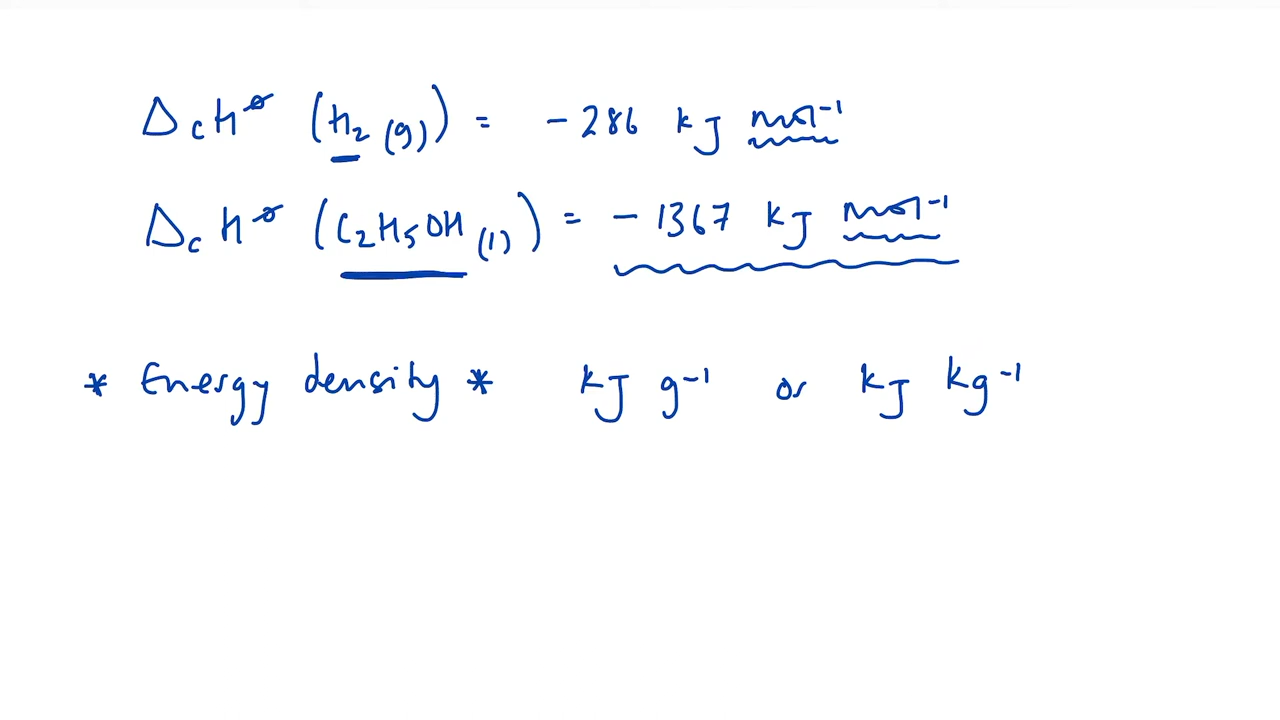 ΔcH⦵ (H₂ (g)) = -286 kJ mol⁻¹
Δc H⦵ (C₂H₅OH (l)) = -1367 kJ mol⁻¹
* Energy density * kJ g⁻¹ or kJ kg⁻¹